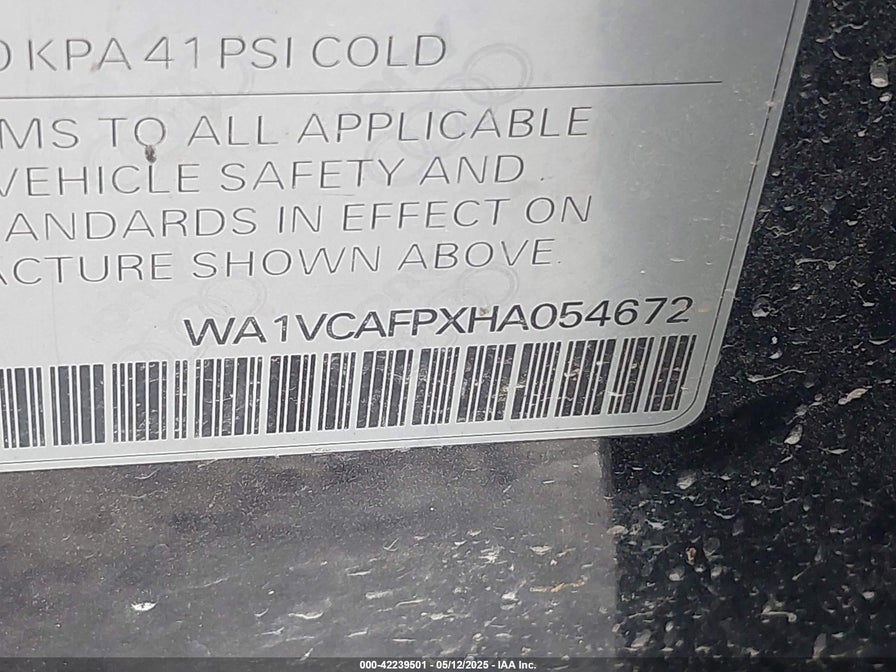 0 KPA 41 PSI COLD
MS TO ALL APPLICABLE
VEHICLE SAFETY AND
ANDARDS IN EFFECT ON
ACTURE SHOWN ABOVE.
WA1VCAFPXHA054672
000-42239501 - 05/12/2025 - IAA Inc.